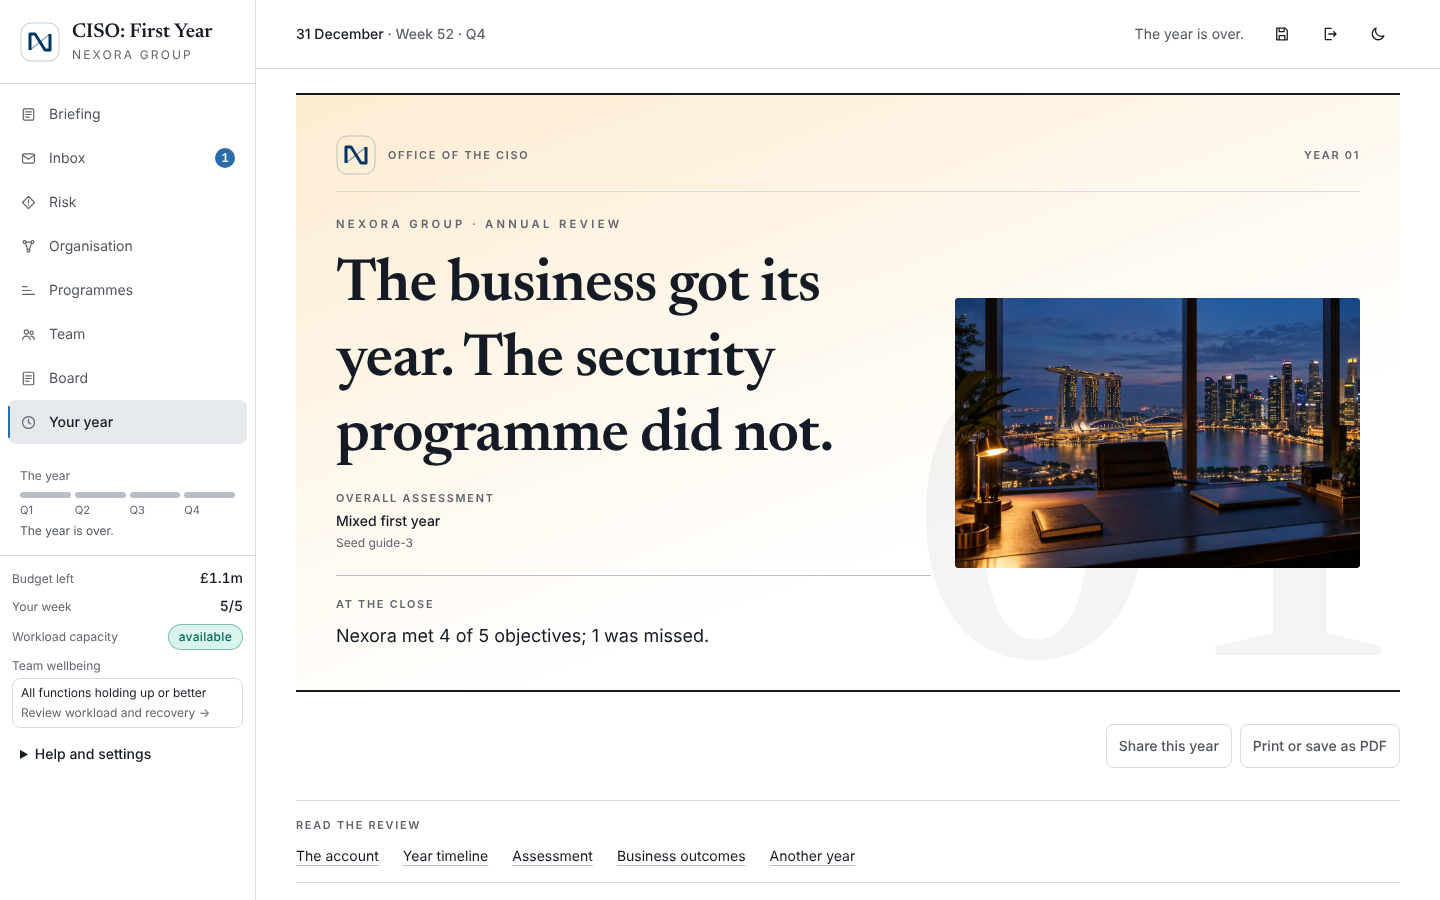 CISO: First Year
NEXORA GROUP
Briefing
Inbox
1
Risk
Organisation
Programmes
Team
Board
Your year
The year
Q1 Q2 Q3 Q4
The year is over.
Budget left £1.1m
Your week 5/5
Workload capacity available
Team wellbeing
All functions holding up or better
Review workload and recovery →
Help and settings
31 December · Week 52 · Q4
The year is over.
OFFICE OF THE CISO
YEAR 01
NEXORA GROUP · ANNUAL REVIEW
The business got its
year. The security
programme did not.
OVERALL ASSESSMENT
Mixed first year
Seed guide-3
AT THE CLOSE
Nexora met 4 of 5 objectives; 1 was missed.
01
Share this year
Print or save as PDF
READ THE REVIEW
The account
Year timeline
Assessment
Business outcomes
Another year